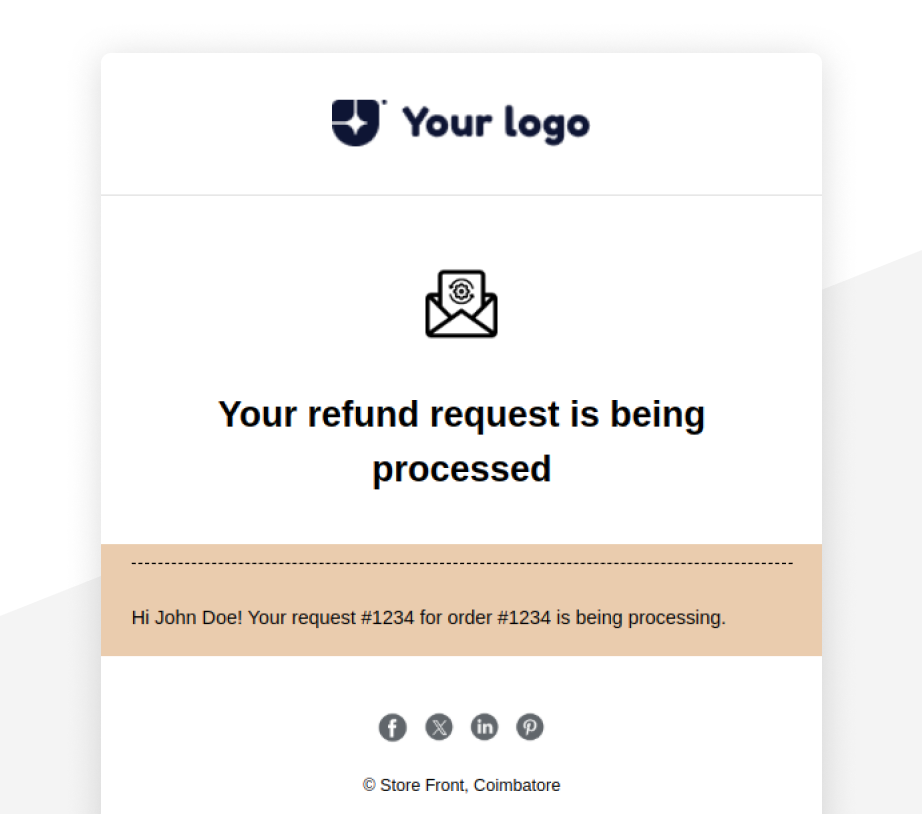 Your logo
Your refund request is being
processed
Hi John Doe! Your request #1234 for order #1234 is being processing.
© Store Front, Coimbatore